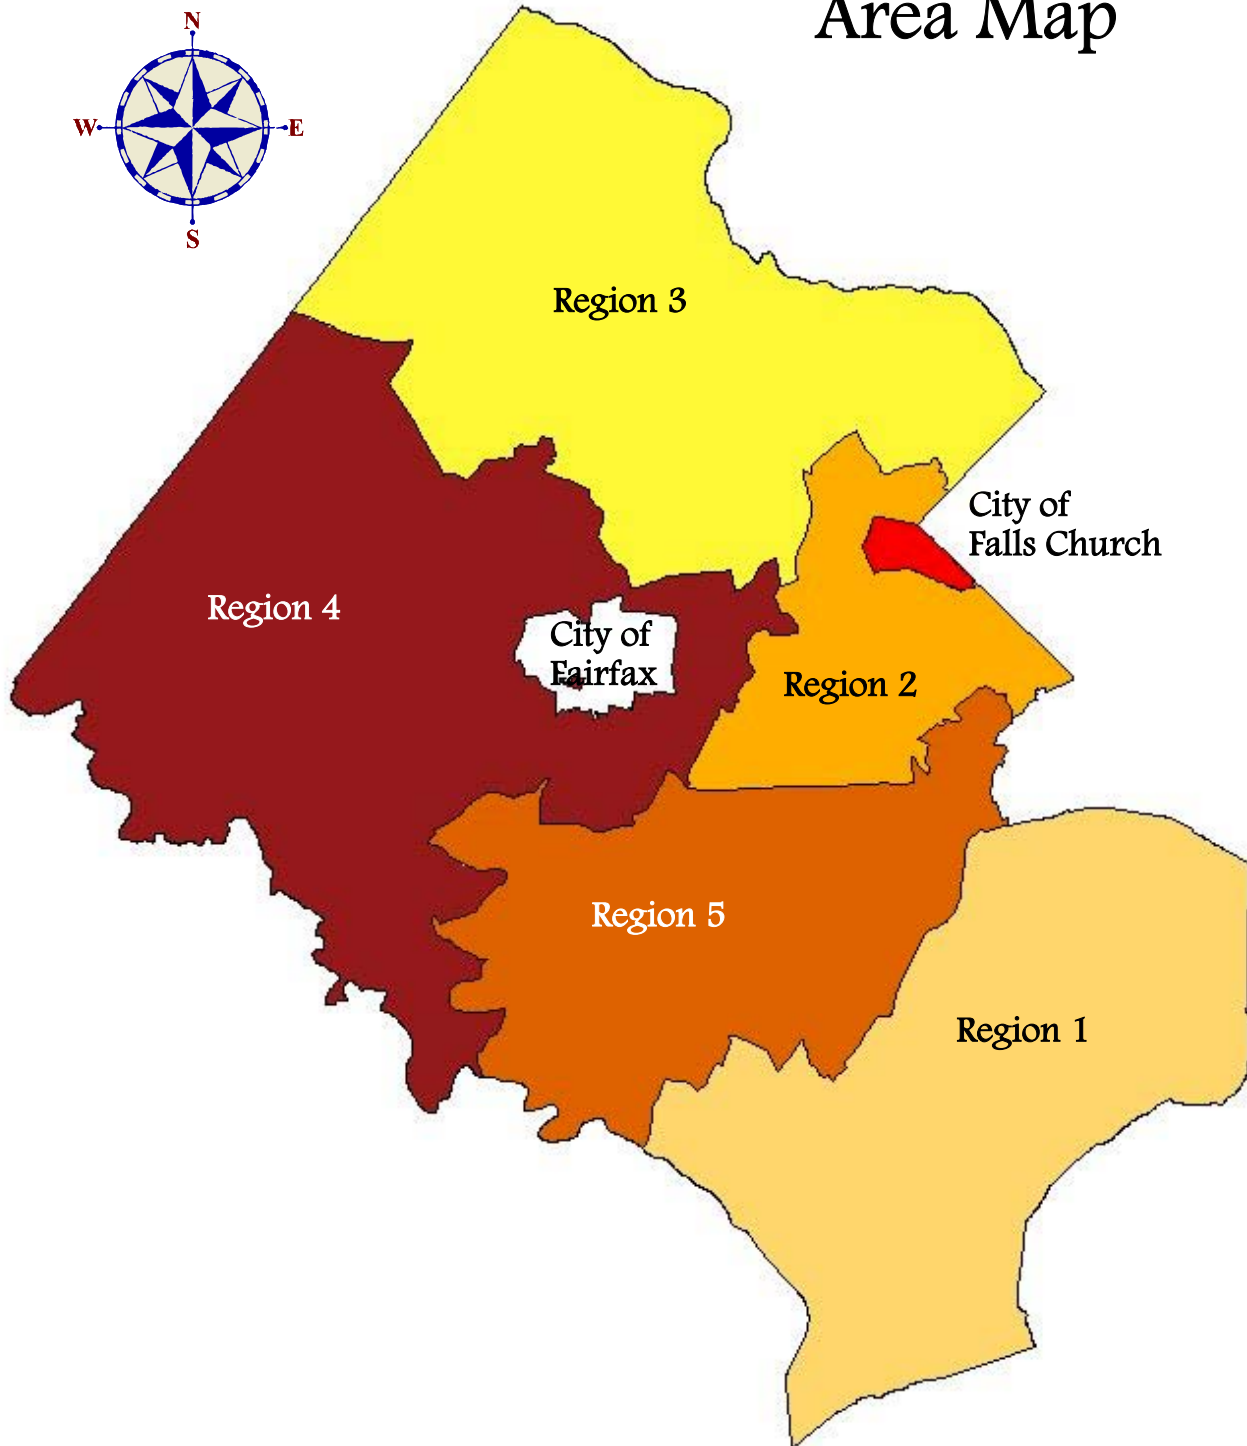 Area Map
N
W
E
S
Region 3
City of
Falls Church
Region 4
City of
Fairfax
Region 2
Region 5
Region 1